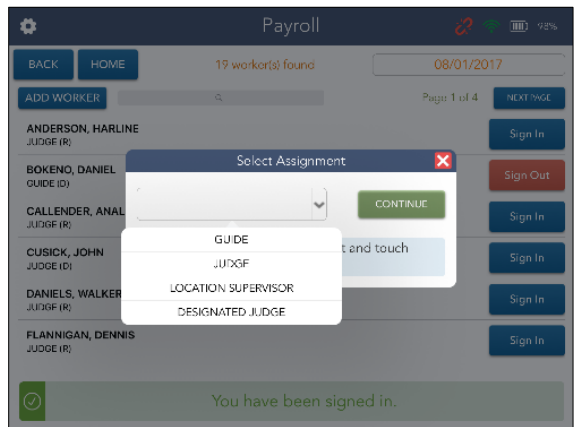 Payroll
98%
BACK HOME 19 worker(s) found 08/01/2017
ADD WORKER Page 1 of 4 NEXT PAGE
ANDERSON, HARLINE
JUDGE (R)
Sign In
BOKENO, DANIEL
GUIDE (D)
Sign Out
Select Assignment
CONTINUE
GUIDE
JUDGE
LOCATION SUPERVISOR
DESIGNATED JUDGE
t and touch
CALLENDER, ANAL
JUDGE (R)
Sign In
CUSICK, JOHN
JUDGE (D)
Sign In
DANIELS, WALKER
JUDGE (R)
Sign In
FLANNIGAN, DENNIS
JUDGE (R)
Sign In
You have been signed in.